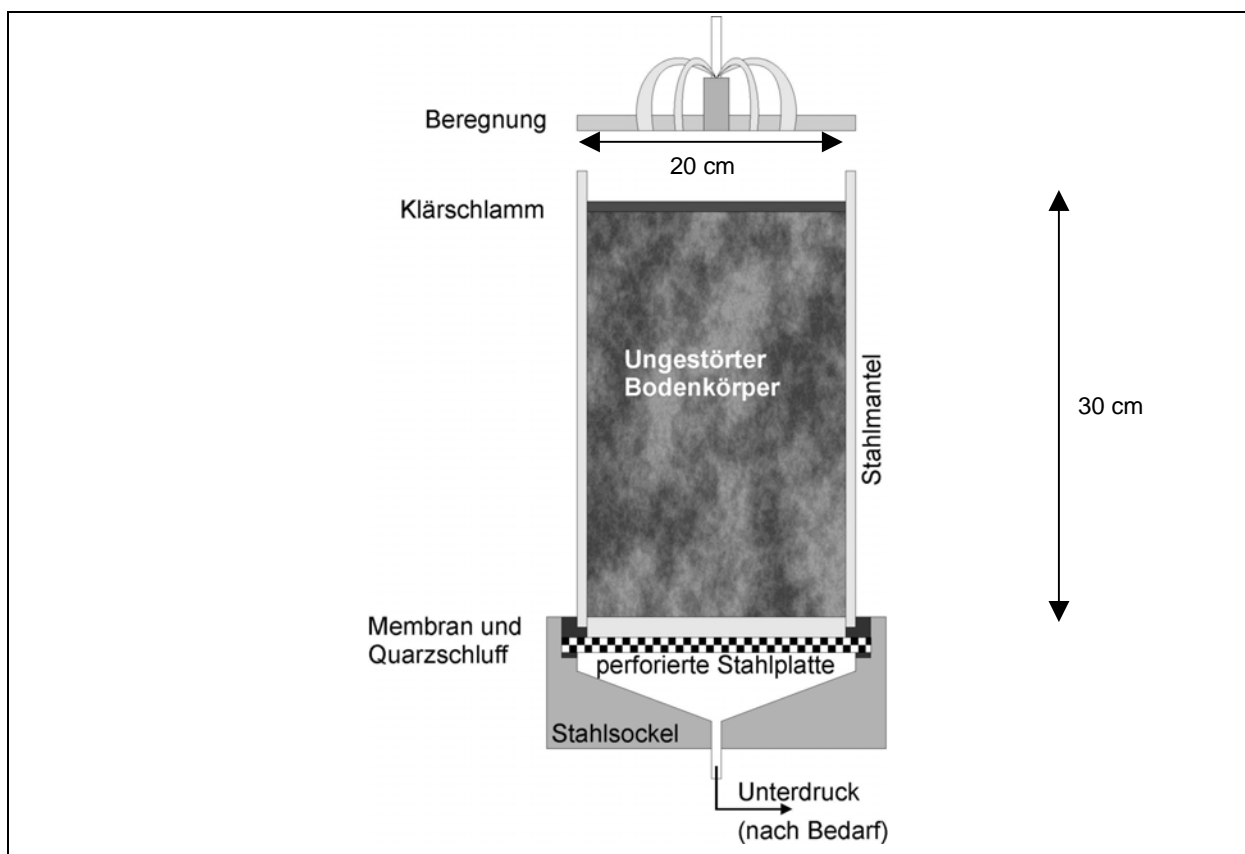 Beregnung
20 cm
Klärschlamm
Ungestörter
Bodenkörper
Stahlmantel
30 cm
Membran und
Quarzschluff
perforierte Stahlplatte
Stahlsockel
Unterdruck
(nach Bedarf)